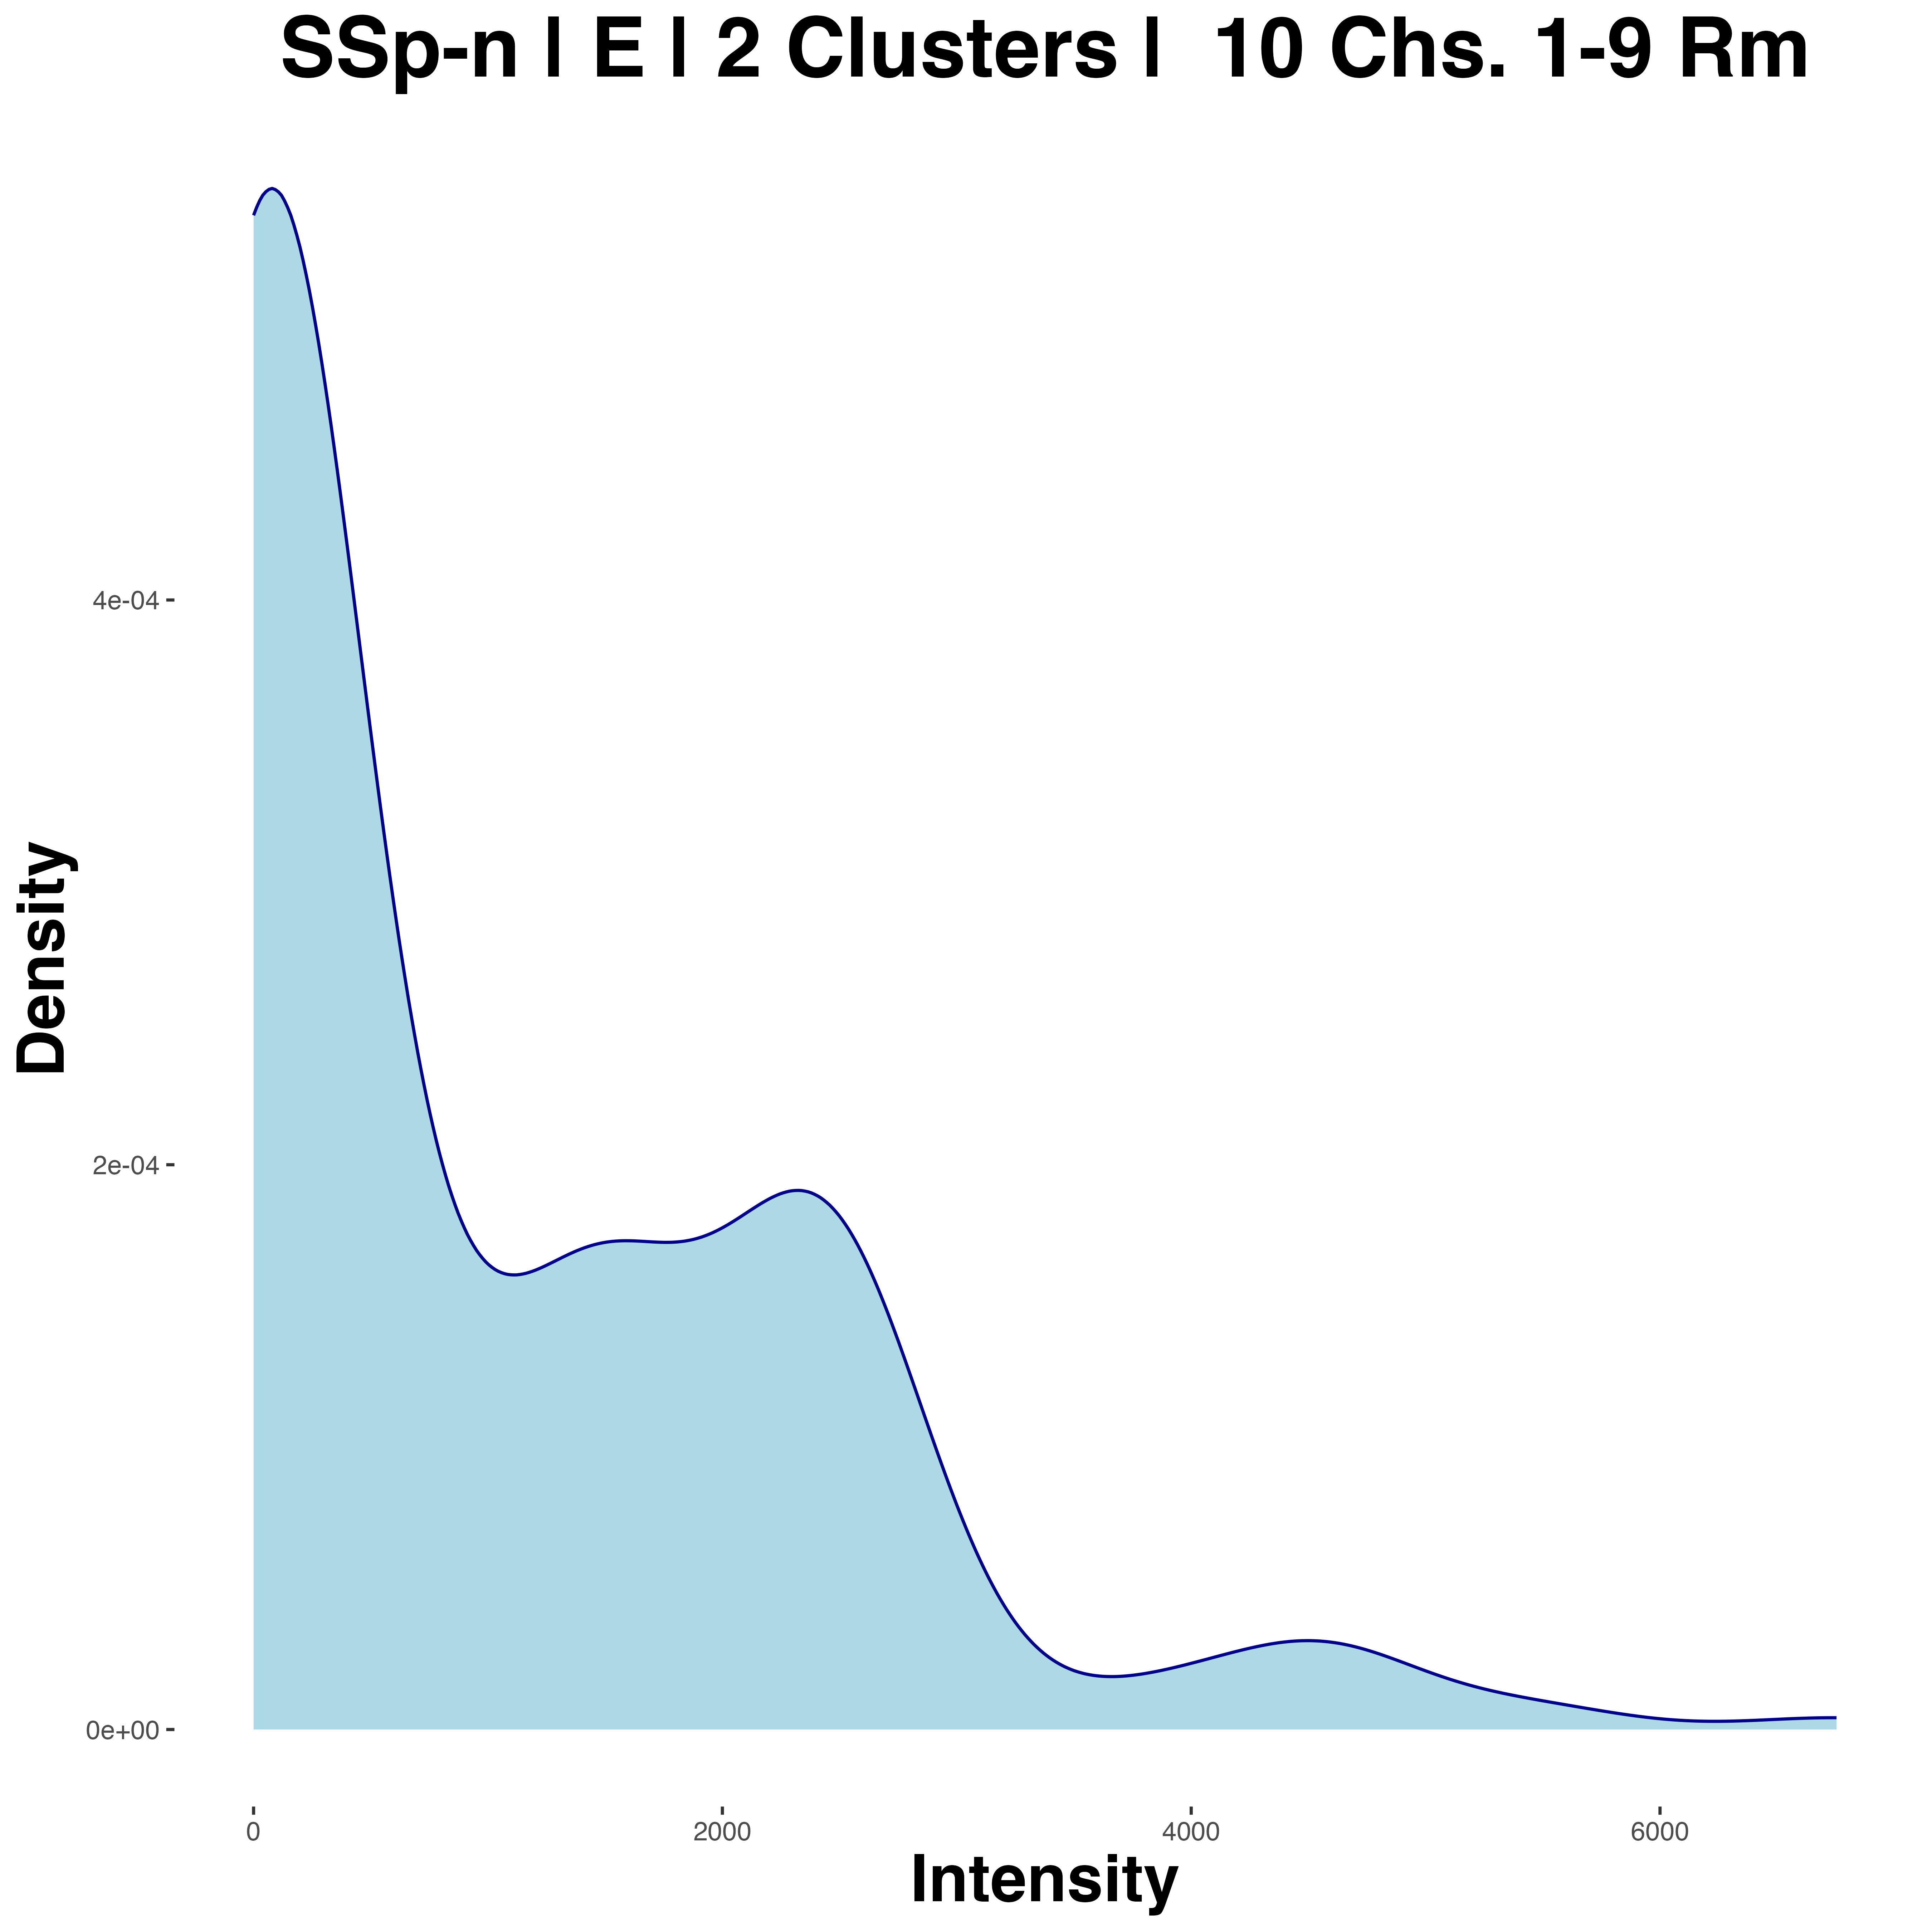 SSp-n | E | 2 Clusters |  10 Chs. 1-9 Rm
Density
4e-04
2e-04
0e+00
0
2000
4000
6000
Intensity